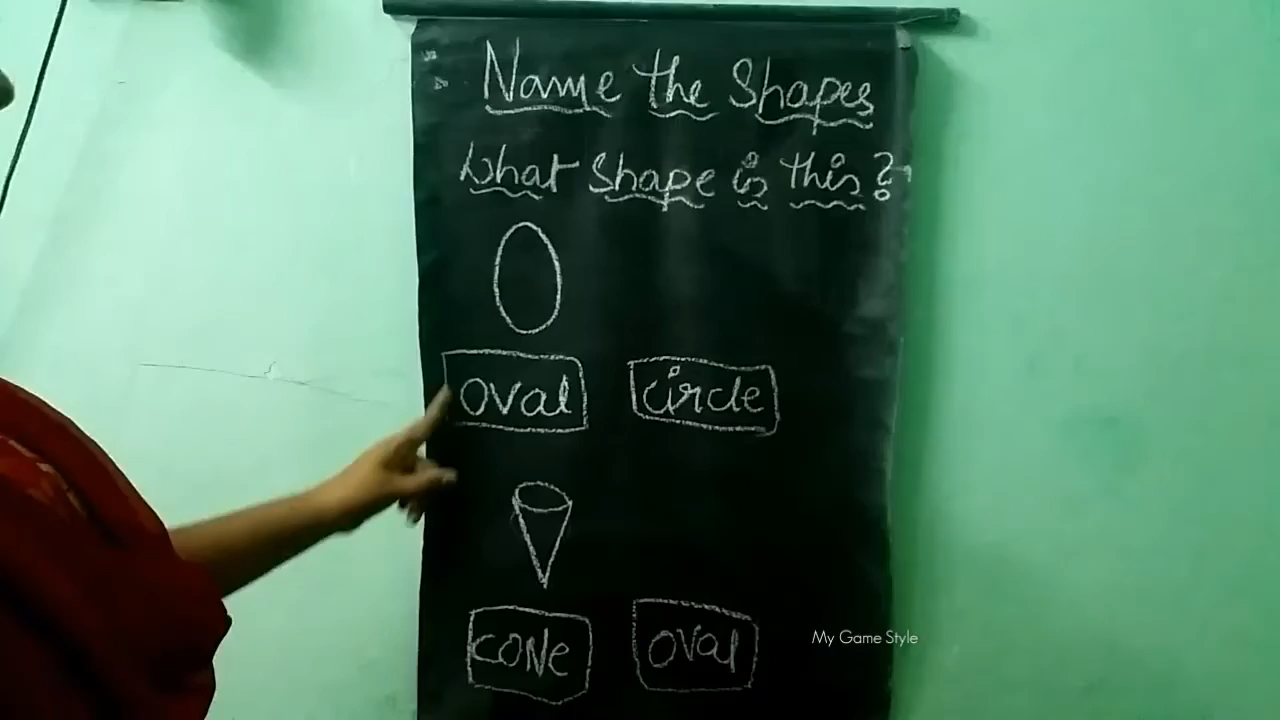 Name the Shapes
What shape is this?
oval circle
CONe oval
My Game Style